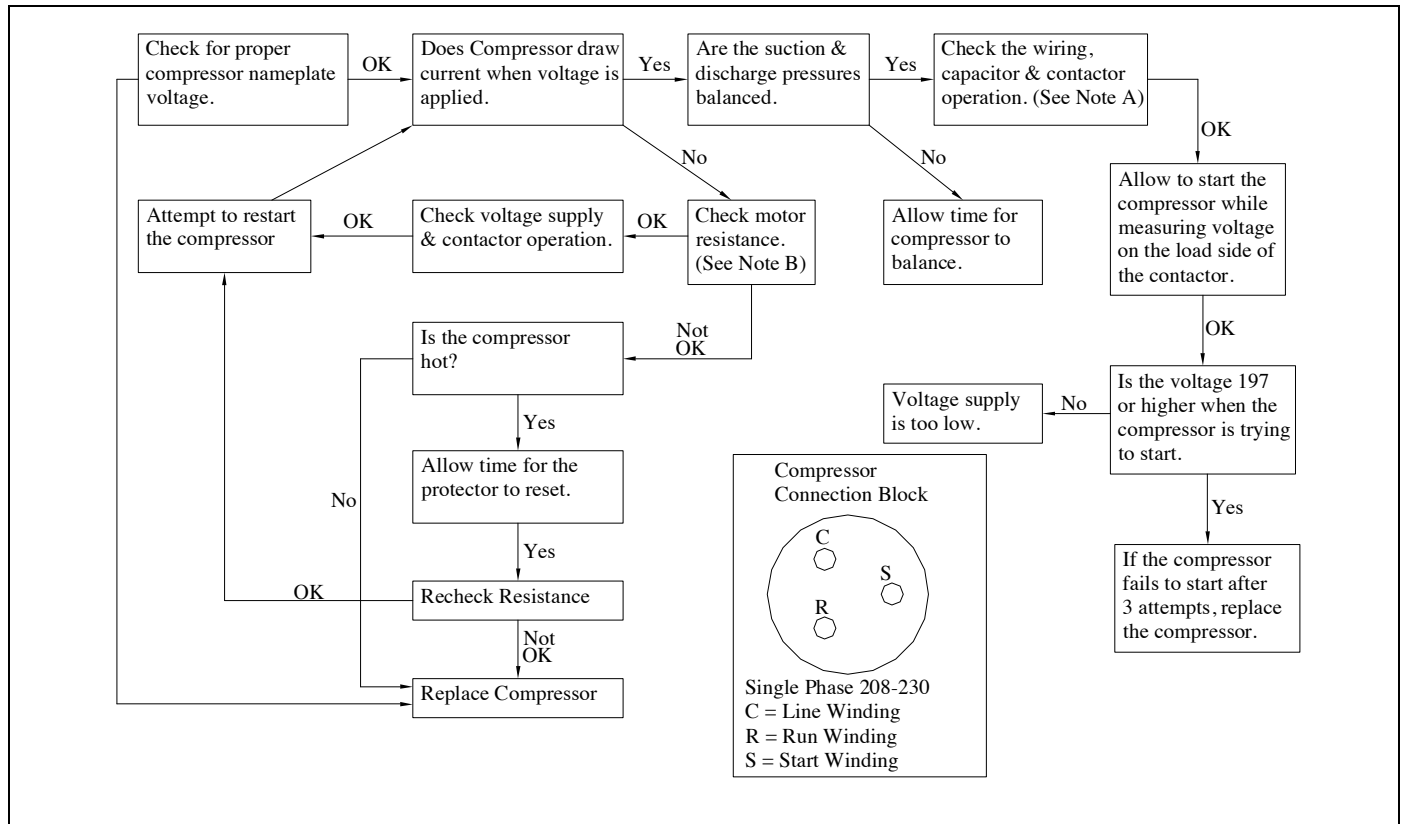 Check for proper
compressor nameplate
voltage.
OK
Does Compressor draw
current when voltage is
applied.
Yes
Are the suction &
discharge pressures
balanced.
Yes
Check the wiring,
capacitor & contactor
operation. (See Note A)
OK
No
No
Attempt to restart
the compressor
OK
Check voltage supply
& contactor operation.
OK
Check motor
resistance.
(See Note B)
Allow time for
compressor to
balance.
Allow to start the
compressor while
measuring voltage
on the load side of
the contactor.
OK
Not
OK
Is the compressor
hot?
Yes
No
Allow time for the
protector to reset.
Yes
OK
Recheck Resistance
Not
OK
Replace Compressor
Voltage supply
is too low.
No
Is the voltage 197
or higher when the
compressor is trying
to start.
Yes
If the compressor
fails to start after
3 attempts, replace
the compressor.
Compressor
Connection Block
C
S
R
Single Phase 208-230
C = Line Winding
R = Run Winding
S = Start Winding